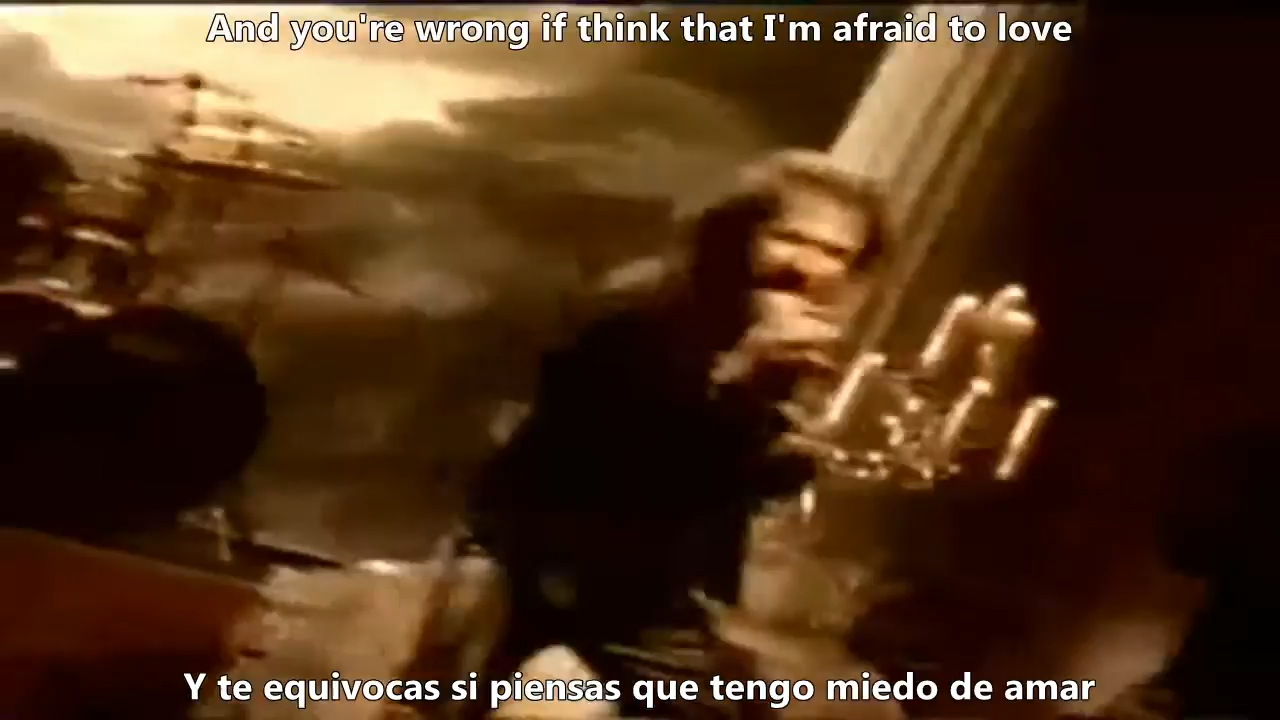 And you're wrong if think that I'm afraid to love
Y te equivocas si piensas que tengo miedo de amar